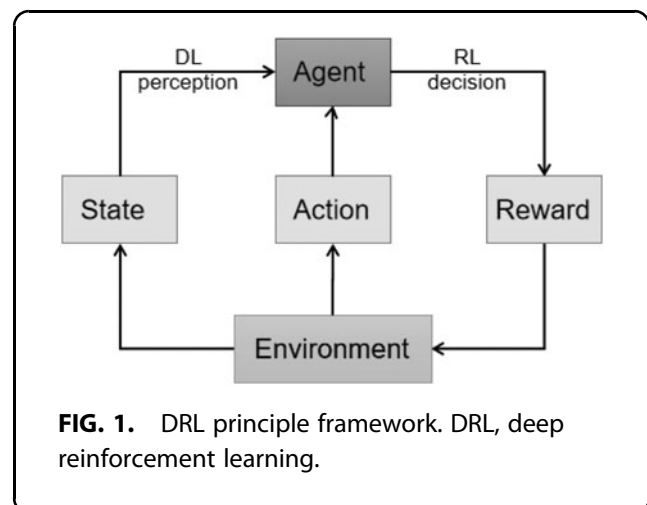 DL
perception
Agent
RL
decision
State
Action
Reward
Environment
FIG. 1. DRL principle framework. DRL, deep
reinforcement learning.